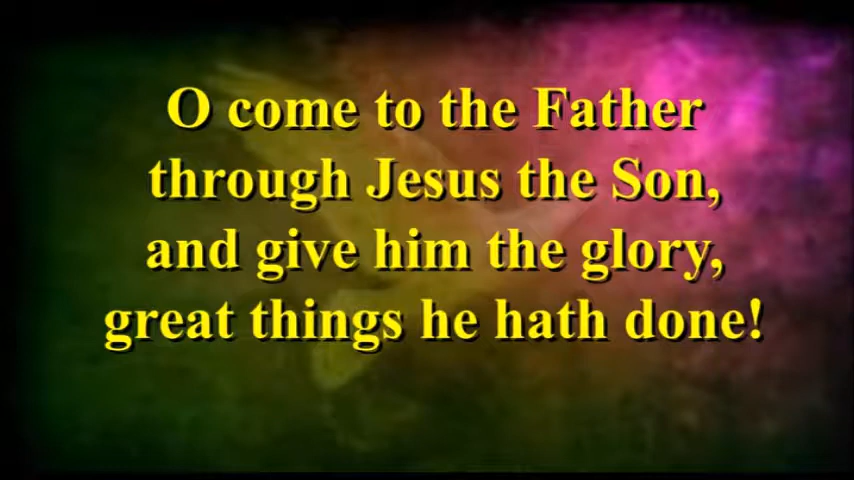 O come to the Father
through Jesus the Son,
and give him the glory,
great things he hath done!